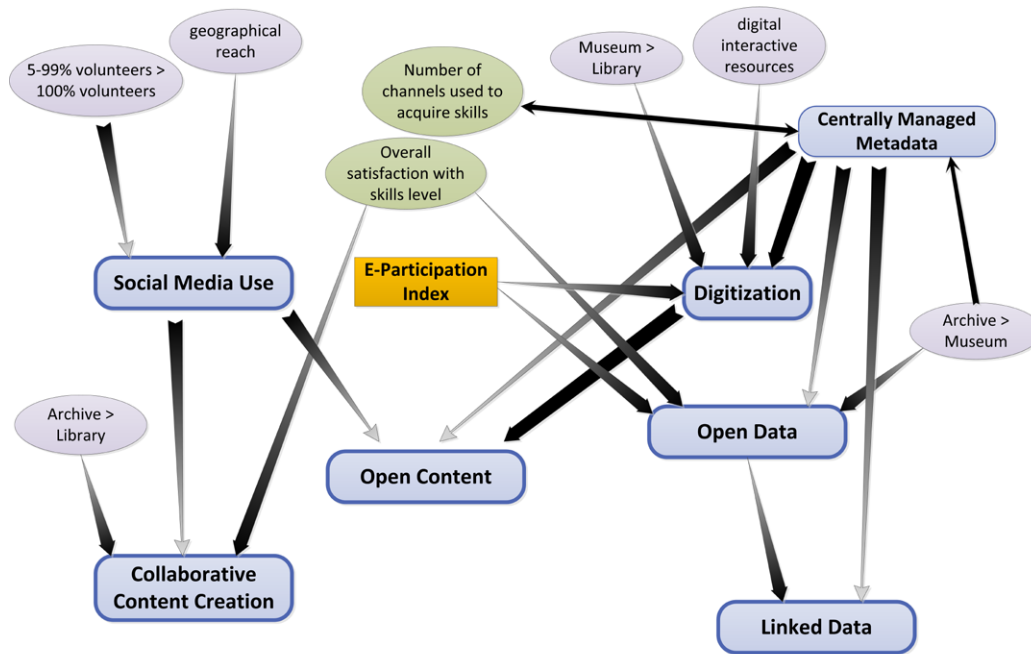 geographical
reach
5-99% volunteers >
100% volunteers
Museum >
Library
digital
interactive
resources
Number of
channels used to
acquire skills
Centrally Managed
Metadata
Overall
satisfaction with
skills level
Social Media Use
E-Participation
Index
Digitization
Archive >
Museum
Archive >
Library
Open Data
Open Content
Collaborative
Content Creation
Linked Data